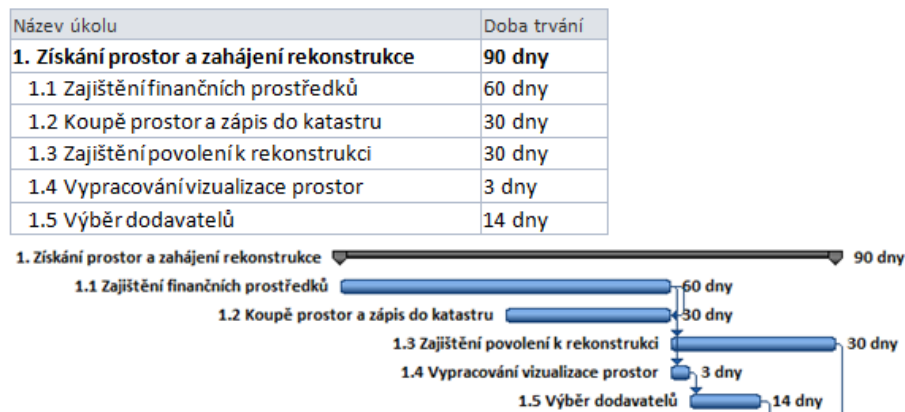 Název úkolu Doba trvání
1. Získání prostor a zahájení rekonstrukce 90 dny
1.1 Zajištění finančních prostředků 60 dny
1.2 Koupě prostor a zápis do katastru 30 dny
1.3 Zajištění povolení k rekonstrukci 30 dny
1.4 Vypracování vizualizace prostor 3 dny
1.5 Výběr dodavatelů 14 dny
1. Získání prostor a zahájení rekonstrukce 90 dny
1.1 Zajištění finančních prostředků 60 dny
1.2 Koupě prostor a zápis do katastru 30 dny
1.3 Zajištění povolení k rekonstrukci 30 dny
1.4 Vypracování vizualizace prostor 3 dny
1.5 Výběr dodavatelů 14 dny